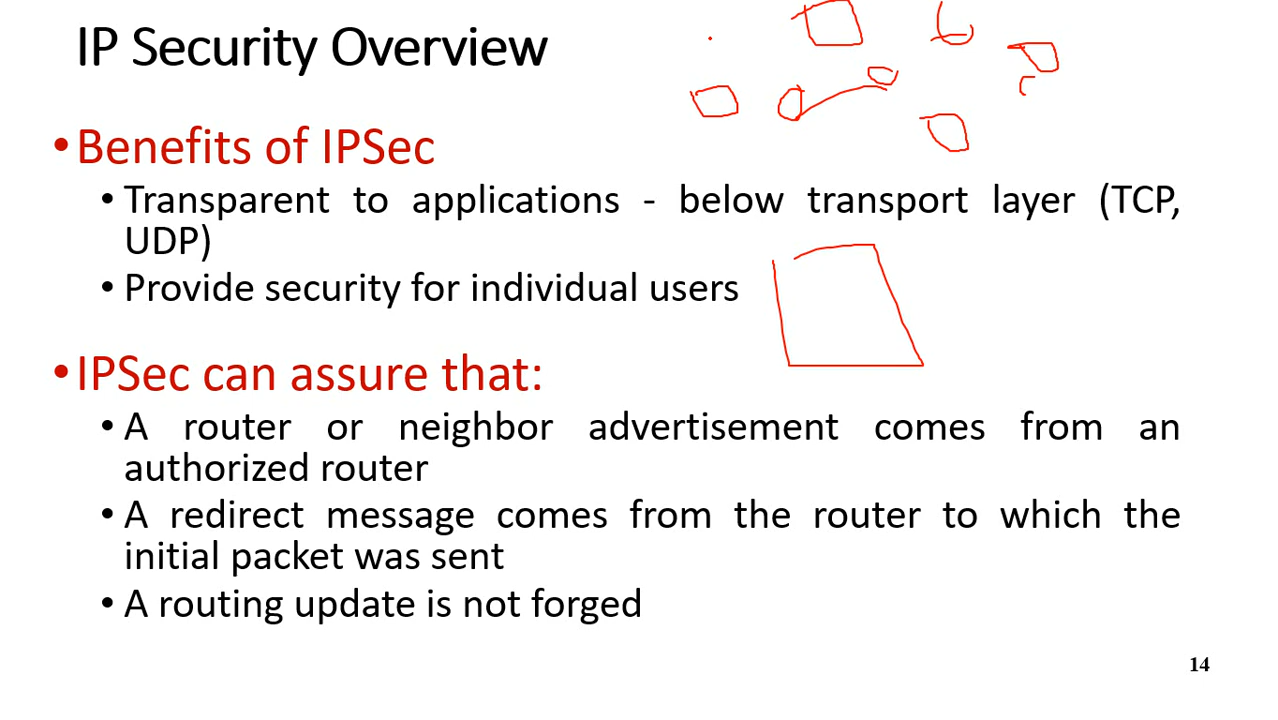 IP Security Overview
•Benefits of IPSec
• Transparent to applications - below transport layer (TCP,
UDP)
• Provide security for individual users
•IPSec can assure that:
• A router or neighbor advertisement comes from an
authorized router
• A redirect message comes from the router to which the
initial packet was sent
• A routing update is not forged
14